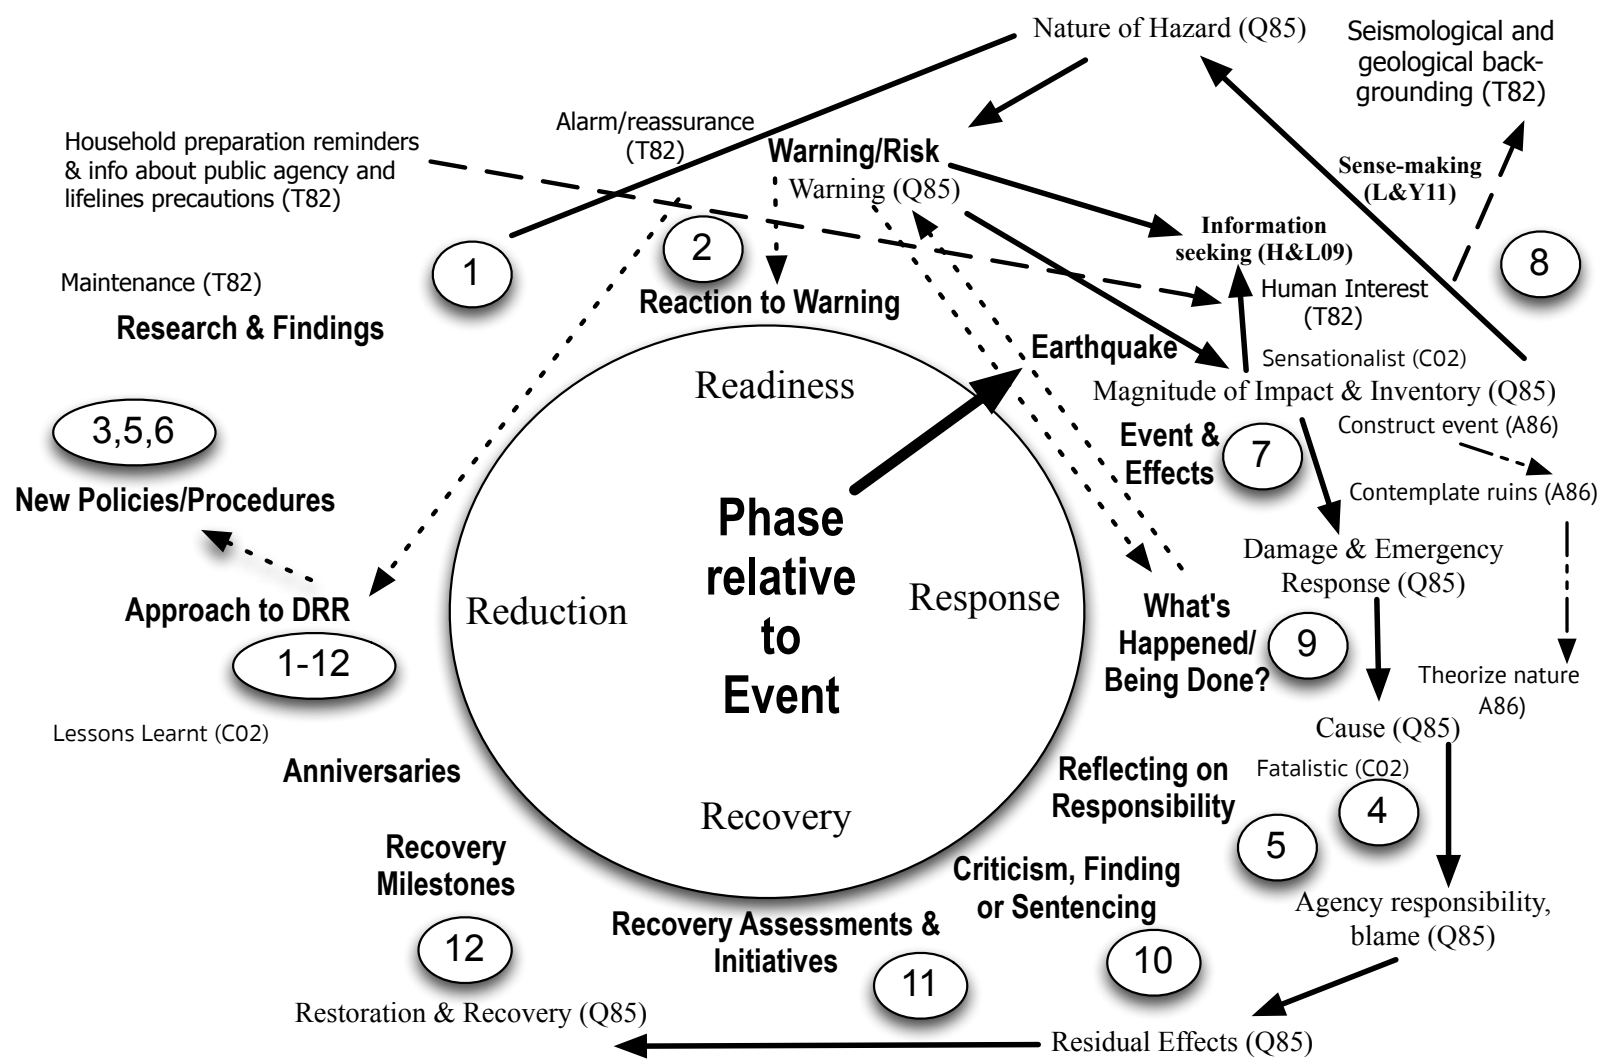 Nature of Hazard (Q85)
Seismological and
geological back-
grounding (T82)
Alarm/reassurance
(T82)
Household preparation reminders
& info about public agency and
lifelines precautions (T82)
Warning/Risk
Warning (Q85)
Sense-making
(L&Y11)
Information
seeking (H&L09)
1
2
8
Maintenance (T82)
Research & Findings
Reaction to Warning
Human Interest
(T82)
Earthquake
Sensationalist (C02)
Magnitude of Impact & Inventory (Q85)
Construct event (A86)
Readiness
3,5,6
New Policies/Procedures
Event &
Effects
7
Contemplate ruins (A86)
Phase
relative
to
Event
Damage & Emergency
Response (Q85)
Reduction
Response
Approach to DRR
1-12
What's
Happened/
Being Done?
9
Theorize nature
A86)
Lessons Learnt (C02)
Anniversaries
Cause (Q85)
Fatalistic (C02)
Reflecting on
Responsibility
4
5
Recovery
Recovery
Milestones
12
Criticism, Finding
or Sentencing
10
Agency responsibility,
blame (Q85)
Recovery Assessments &
Initiatives
11
Restoration & Recovery (Q85)
Residual Effects (Q85)